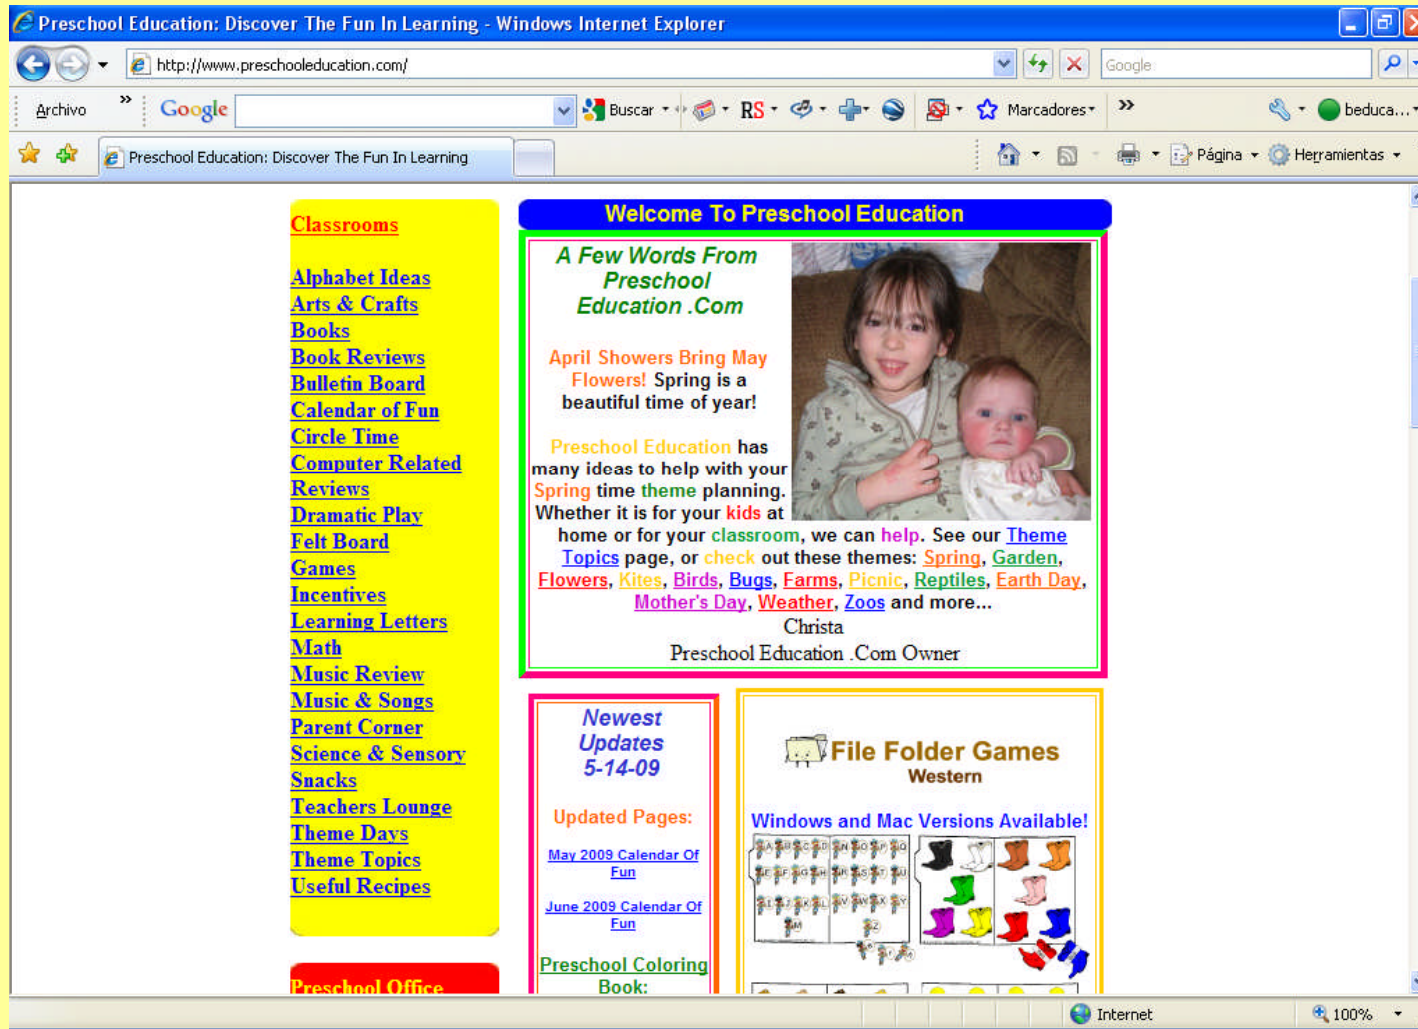 Preschool Education: Discover The Fun In Learning - Windows Internet Explorer
http://www.preschooleducation.com/
Google
Archivo
»
Google
Buscar
RS
Marcadores
»
beduca...
Preschool Education: Discover The Fun In Learning
Página
Herramientas
Classrooms
Alphabet Ideas
Arts & Crafts
Books
Book Reviews
Bulletin Board
Calendar of Fun
Circle Time
Computer Related
Reviews
Dramatic Play
Felt Board
Games
Incentives
Learning Letters
Math
Music Review
Music & Songs
Parent Corner
Science & Sensory
Snacks
Teachers Lounge
Theme Days
Theme Topics
Useful Recipes
Preschool Office
Welcome To Preschool Education
A Few Words From
Preschool
Education .Com
April Showers Bring May
Flowers! Spring is a
beautiful time of year!
Preschool Education has
many ideas to help with your
Spring time theme planning.
Whether it is for your kids at
home or for your classroom, we can help. See our Theme
Topics page, or check out these themes: Spring, Garden,
Flowers, Kites, Birds, Bugs, Farms, Picnic, Reptiles, Earth Day,
Mother's Day, Weather, Zoos and more...
Christa
Preschool Education .Com Owner
Newest
Updates
5-14-09
Updated Pages:
May 2009 Calendar Of
Fun
June 2009 Calendar Of
Fun
Preschool Coloring
Book:
File Folder Games
Western
Windows and Mac Versions Available!
Internet
100%